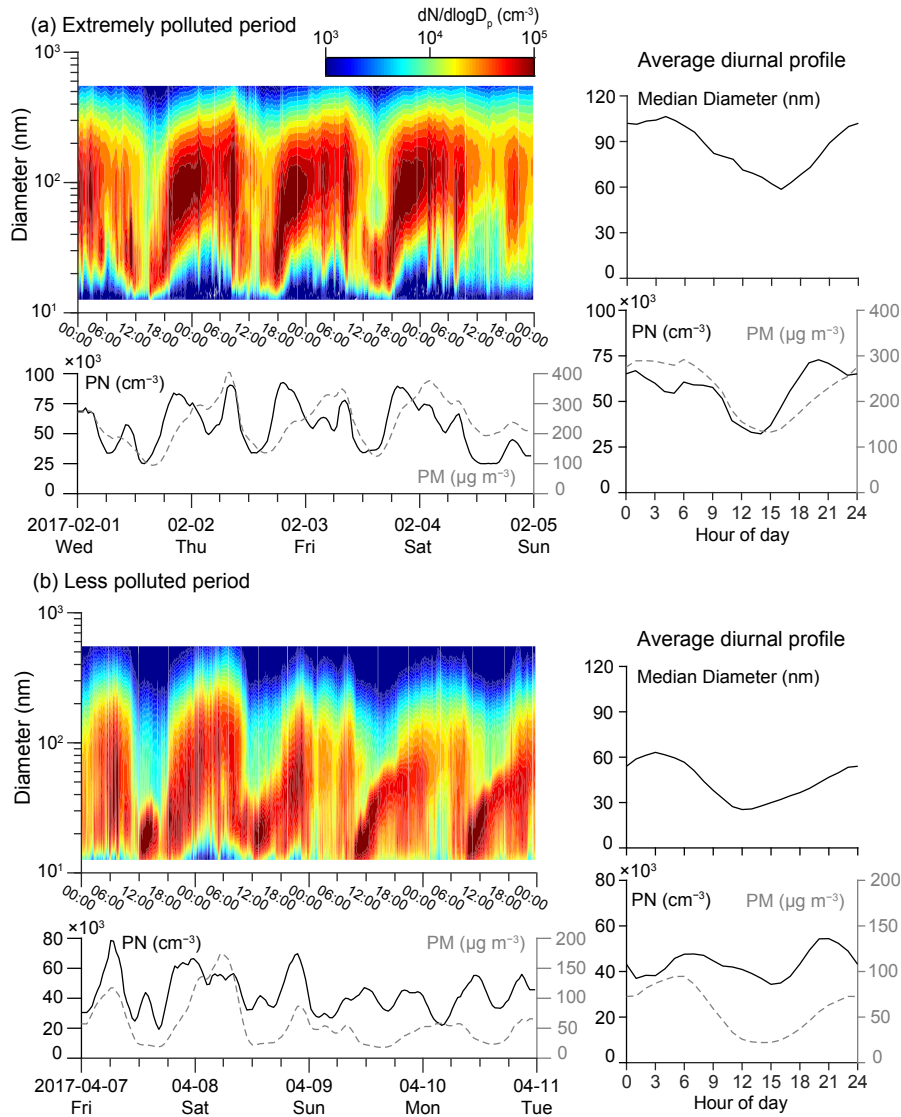 (a) Extremely polluted period
dN/dlogDₚ (cm⁻³)
10³ 10⁴ 10⁵
10³
10²
10¹
Diameter (nm)
00:00 06:00 12:00 18:00 00:00 06:00 12:00 18:00 00:00 06:00 12:00 18:00 00:00 06:00 12:00 18:00 00:00
Average diurnal profile
Median Diameter (nm)
120
90
60
30
0
×10³
PN (cm⁻³)
PM (µg m⁻³)
100 400
75 300
50 200
25 100
0 0
2017-02-01 02-02 02-03 02-04 02-05
Wed Thu Fri Sat Sun
×10³
PN (cm⁻³) PM (µg m⁻³)
100 400
75 300
50 200
25 100
0 0
0 3 6 9 12 15 18 21 24
Hour of day
(b) Less polluted period
10³
10²
10¹
Diameter (nm)
00:00 06:00 12:00 18:00 00:00 06:00 12:00 18:00 00:00 06:00 12:00 18:00 00:00 06:00 12:00 18:00 00:00
Average diurnal profile
Median Diameter (nm)
120
90
60
30
0
×10³
PN (cm⁻³) PM (µg m⁻³)
80 200
60 150
40 100
20 50
0 0
2017-04-07 04-08 04-09 04-10 04-11
Fri Sat Sun Mon Tue
×10³
PN (cm⁻³) PM (µg m⁻³)
80 200
60 150
40 100
20 50
0 0
0 3 6 9 12 15 18 21 24
Hour of day